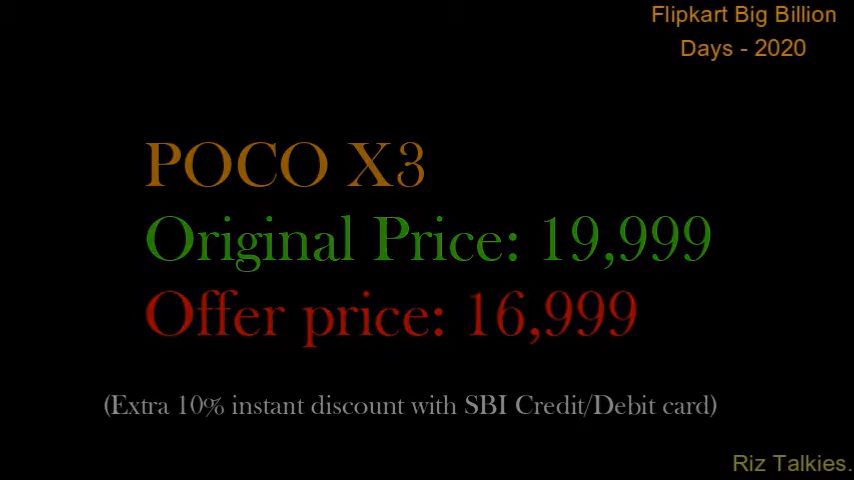 Flipkart Big Billion
Days - 2020
POCO X3
Original Price: 19,999
Offer price: 16,999
(Extra 10% instant discount with SBI Credit/Debit card)
Riz Talkies.